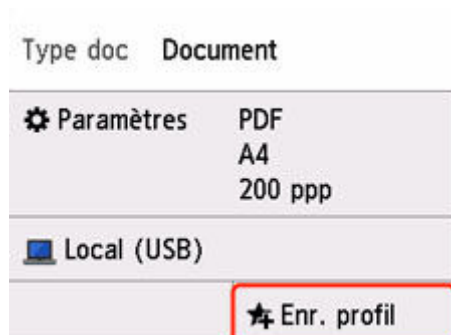 Type doc Document
Paramètres PDF
A4
200 ppp
Local (USB)
Enr. profil